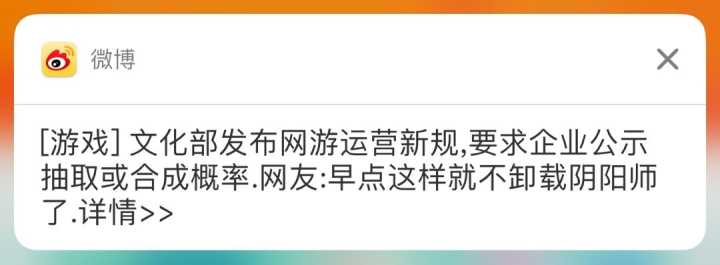 微博
[游戏] 文化部发布网游运营新规,要求企业公示
抽取或合成概率.网友:早点这样就不卸载阴阳师
了.详情>>